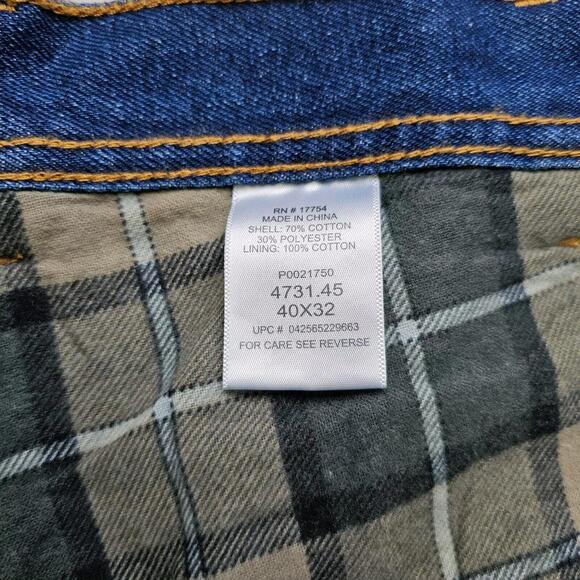 RN # 17754
MADE IN CHINA
SHELL: 70% COTTON
30% POLYESTER
LINING: 100% COTTON
P0021750
4731.45
40X32
UPC # 042565229663
FOR CARE SEE REVERSE